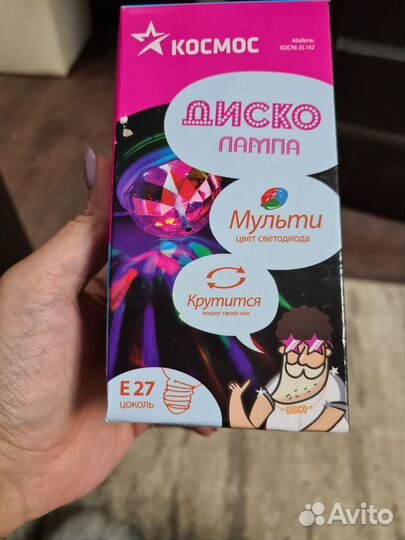 КОСМОС
Модель:
KOCNL-EL142
ДИСКО
ЛАМПА
Мульти
цвет светодиода
Крутится
вокруг своей оси
E 27
ЦОКОЛЬ
DISCO
Avito